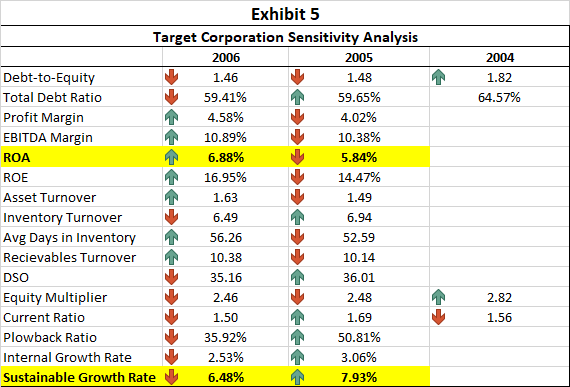 Exhibit 5
Target Corporation Sensitivity Analysis
2006 2005 2004
Debt-to-Equity 1.46 1.48 1.82
Total Debt Ratio 59.41% 59.65% 64.57%
Profit Margin 4.58% 4.02%
EBITDA Margin 10.89% 10.38%
ROA 6.88% 5.84%
ROE 16.95% 14.47%
Asset Turnover 1.63 1.49
Inventory Turnover 6.49 6.94
Avg Days in Inventory 56.26 52.59
Recievables Turnover 10.38 10.14
DSO 35.16 36.01
Equity Multiplier 2.46 2.48 2.82
Current Ratio 1.50 1.69 1.56
Plowback Ratio 35.92% 50.81%
Internal Growth Rate 2.53% 3.06%
Sustainable Growth Rate 6.48% 7.93%